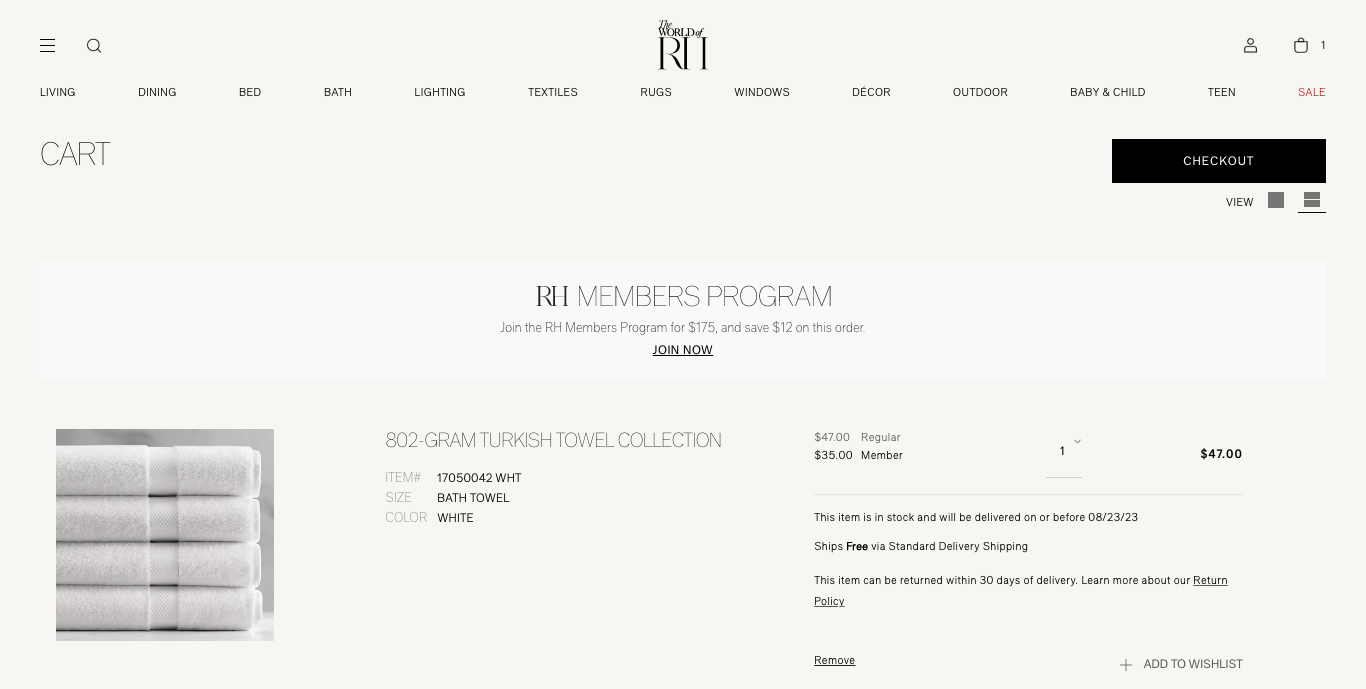 The
WORLD of
RH
1
LIVING DINING BED BATH LIGHTING TEXTILES RUGS WINDOWS DÉCOR OUTDOOR BABY & CHILD TEEN SALE
CART
CHECKOUT
VIEW
RH MEMBERS PROGRAM
Join the RH Members Program for $175, and save $12 on this order.
JOIN NOW
802-GRAM TURKISH TOWEL COLLECTION
ITEM# 17050042 WHT
SIZE BATH TOWEL
COLOR WHITE
$47.00 Regular
$35.00 Member
1
$47.00
This item is in stock and will be delivered on or before 08/23/23
Ships Free via Standard Delivery Shipping
This item can be returned within 30 days of delivery. Learn more about our Return
Policy
Remove
ADD TO WISHLIST